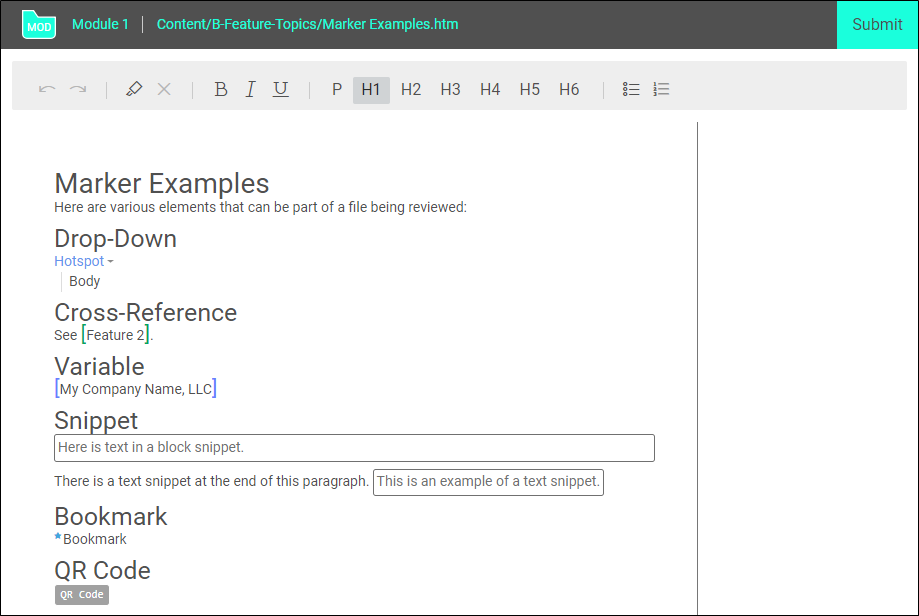 MOD Module 1 Content/B-Feature-Topics/Marker Examples.htm Submit
B I U P H1 H2 H3 H4 H5 H6
Marker Examples
Here are various elements that can be part of a file being reviewed:
Drop-Down
Hotspot
Body
Cross-Reference
See [Feature 2].
Variable
[My Company Name, LLC]
Snippet
Here is text in a block snippet.
There is a text snippet at the end of this paragraph. This is an example of a text snippet.
Bookmark
*Bookmark
QR Code
QR Code